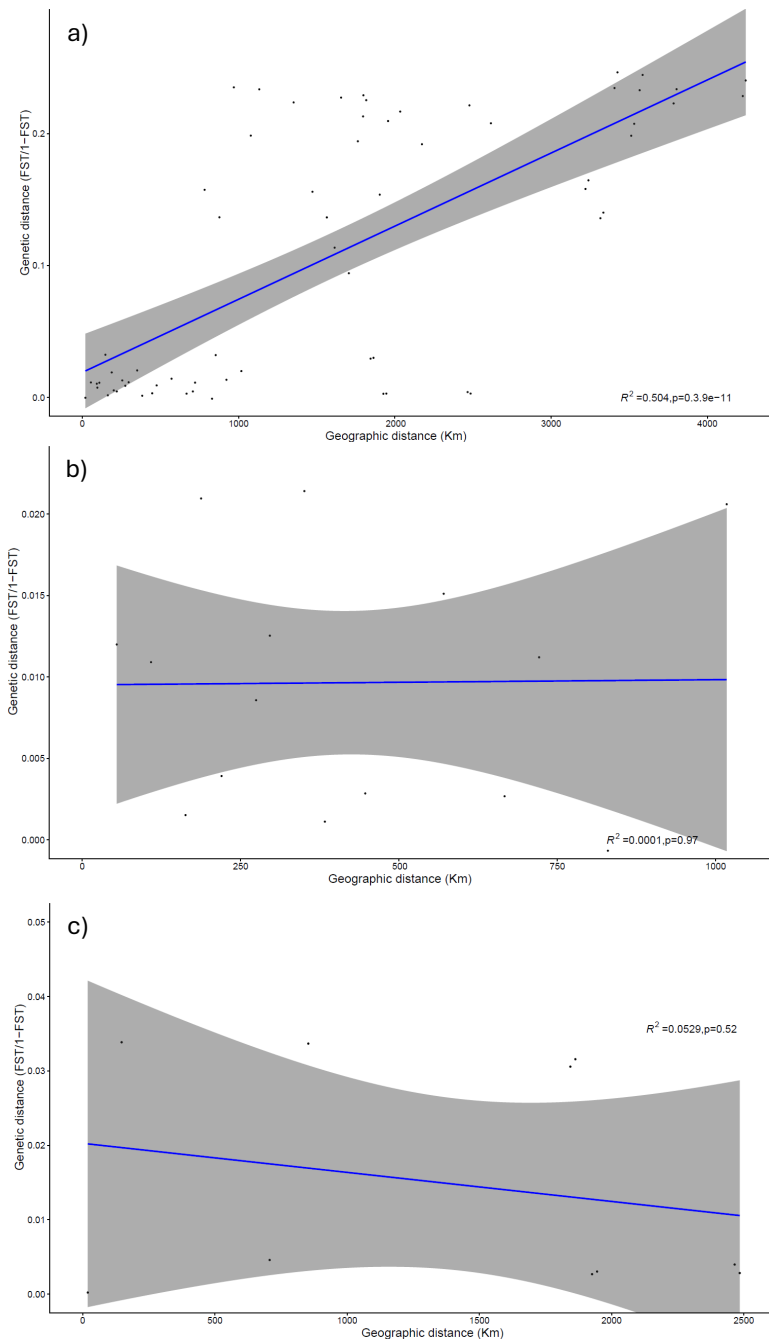 a)
Genetic distance (FST/1−FST)
0.2
0.1
0.0
R² =0.504,p=0.3.9e−11
0
1000
2000
3000
4000
Geographic distance (Km)
b)
Genetic distance (FST/1−FST)
0.020
0.015
0.010
0.005
0.000
R² =0.0001,p=0.97
0
250
500
750
1000
Geographic distance (Km)
c)
Genetic distance (FST/1−FST)
0.05
0.04
R² =0.0529,p=0.52
0.03
0.02
0.01
0.00
0
500
1000
1500
2000
2500
Geographic distance (Km)